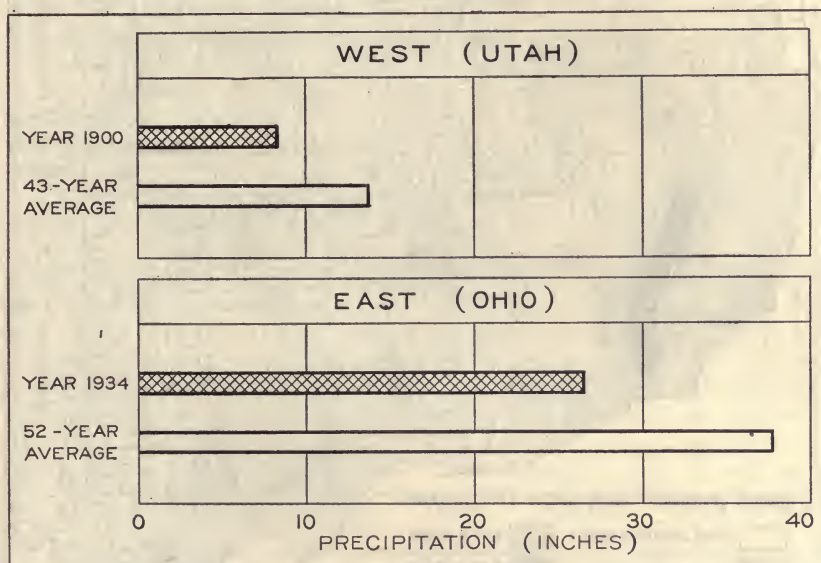 WEST (UTAH)
YEAR 1900
43-YEAR
AVERAGE
EAST (OHIO)
YEAR 1934
52-YEAR
AVERAGE
0 10 20 30 40
PRECIPITATION (INCHES)